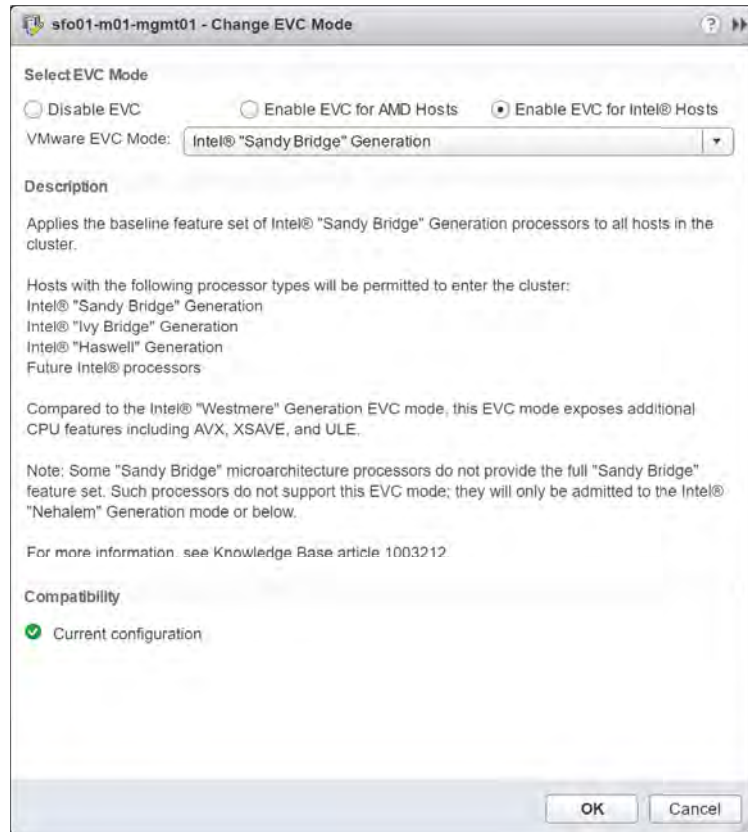 sfo01-m01-mgmt01 - Change EVC Mode
?
Select EVC Mode
Disable EVC
Enable EVC for AMD Hosts
Enable EVC for Intel® Hosts
VMware EVC Mode:
Intel® "Sandy Bridge" Generation
Description
Applies the baseline feature set of Intel® "Sandy Bridge" Generation processors to all hosts in the
cluster.
Hosts with the following processor types will be permitted to enter the cluster:
Intel® "Sandy Bridge" Generation
Intel® "Ivy Bridge" Generation
Intel® "Haswell" Generation
Future Intel® processors
Compared to the Intel® "Westmere" Generation EVC mode, this EVC mode exposes additional
CPU features including AVX, XSAVE, and ULE.
Note: Some "Sandy Bridge" microarchitecture processors do not provide the full "Sandy Bridge"
feature set. Such processors do not support this EVC mode; they will only be admitted to the Intel®
"Nehalem" Generation mode or below.
For more information, see Knowledge Base article 1003212
Compatibility
Current configuration
OK
Cancel